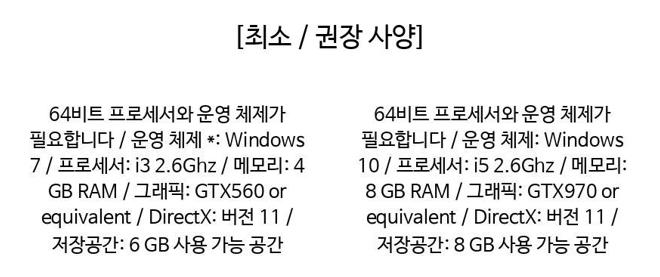 [최소 / 권장 사양]
64비트 프로세서와 운영 체제가
필요합니다 / 운영 체제 *: Windows
7 / 프로세서: i3 2.6Ghz / 메모리: 4
GB RAM / 그래픽: GTX560 or
equivalent / DirectX: 버전 11 /
저장공간: 6 GB 사용 가능 공간
64비트 프로세서와 운영 체제가
필요합니다 / 운영 체제: Windows
10 / 프로세서: i5 2.6Ghz / 메모리:
8 GB RAM / 그래픽: GTX970 or
equivalent / DirectX: 버전 11 /
저장공간: 8 GB 사용 가능 공간